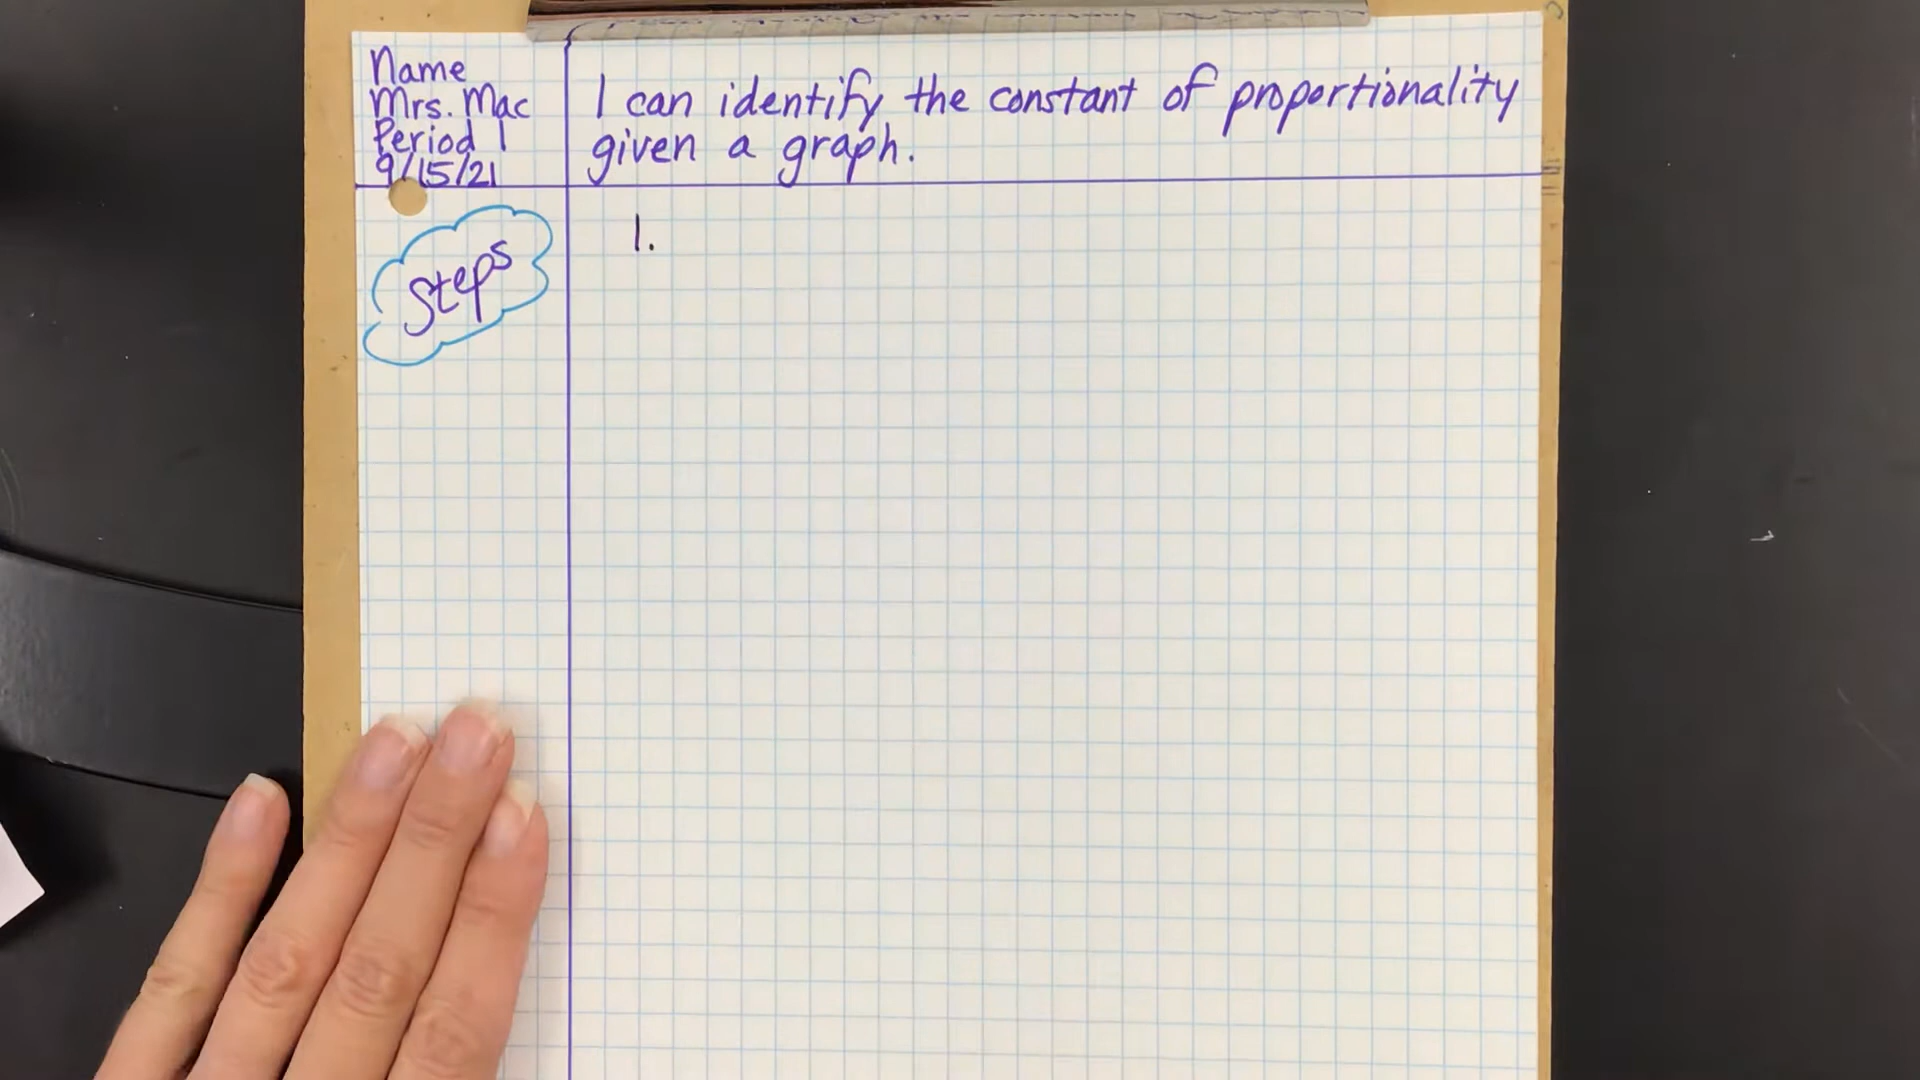 Name
Mrs. Mac
Period 1
9/15/21
I can identify the constant of proportionality
given a graph.
Steps
1.